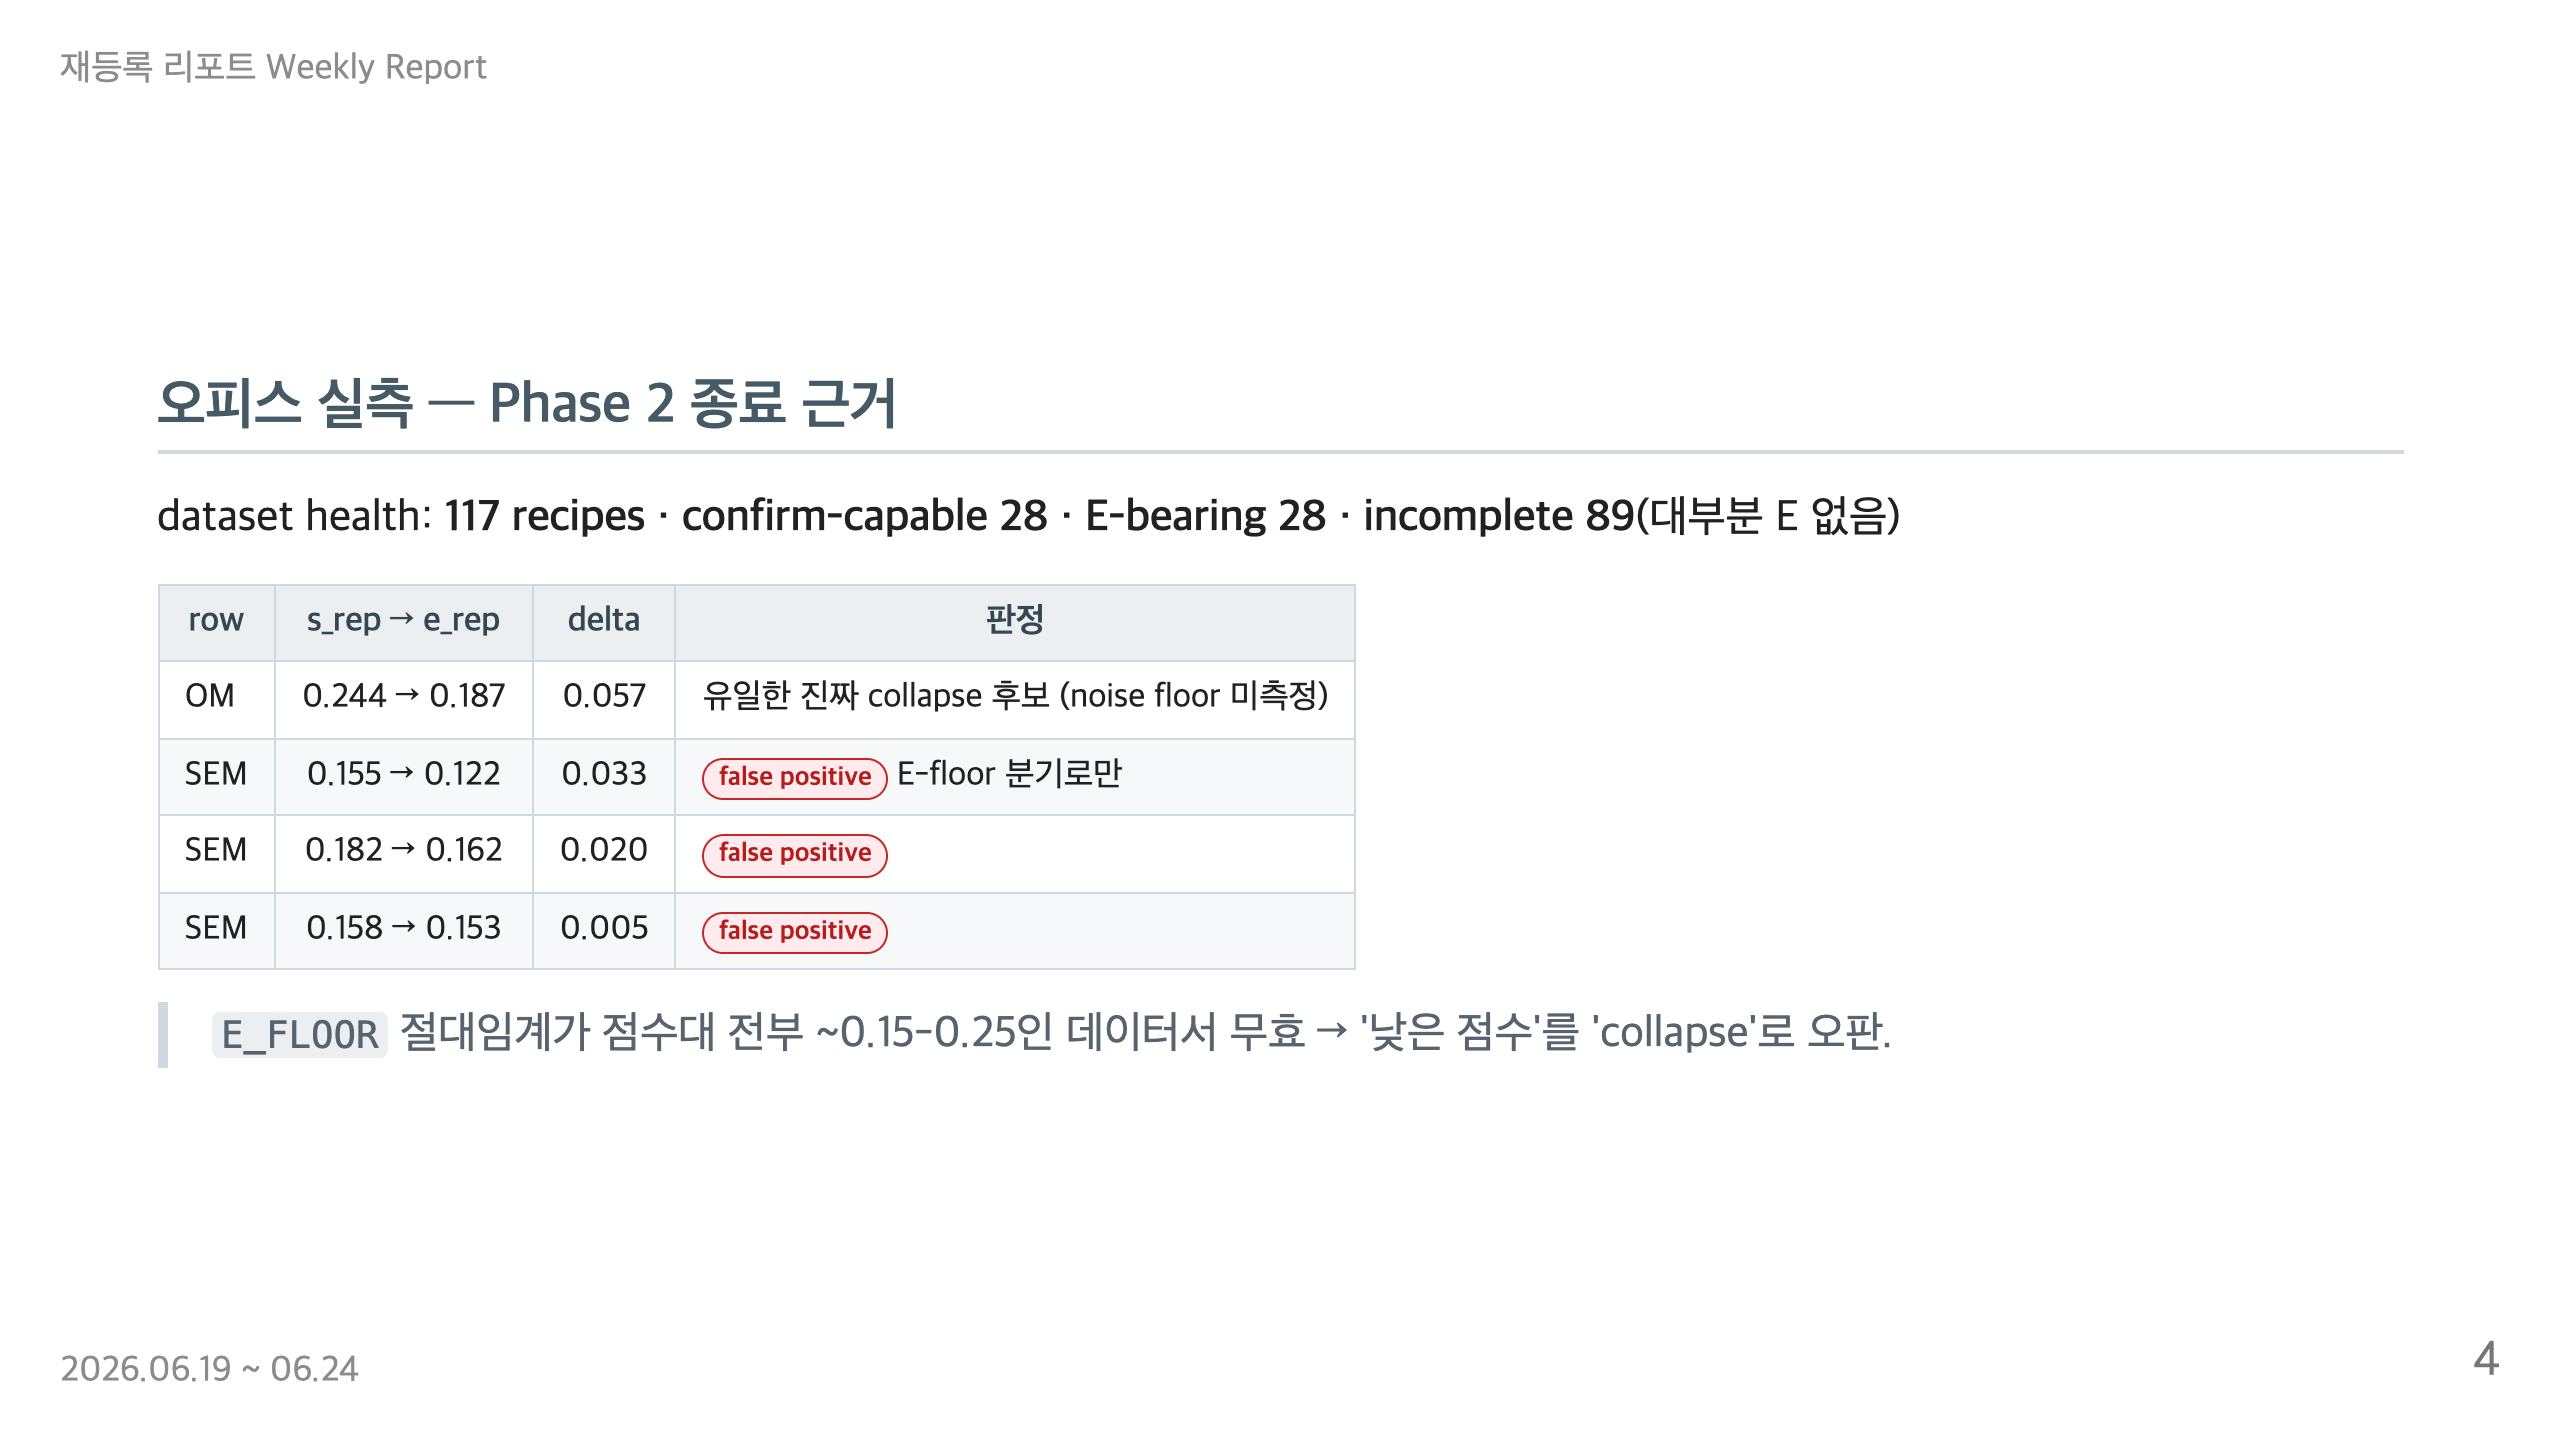 재등록 리포트 Weekly Report
오피스 실측 — Phase 2 종료 근거
dataset health: 117 recipes · confirm-capable 28 · E-bearing 28 · incomplete 89(대부분 E 없음)
row s_rep → e_rep delta 판정
OM 0.244 → 0.187 0.057 유일한 진짜 collapse 후보 (noise floor 미측정)
SEM 0.155 → 0.122 0.033 false positive E-floor 분기로만
SEM 0.182 → 0.162 0.020 false positive
SEM 0.158 → 0.153 0.005 false positive
E_FLOOR 절대임계가 점수대 전부 ~0.15-0.25인 데이터서 무효 → '낮은 점수'를 'collapse'로 오판.
2026.06.19 ~ 06.24
4